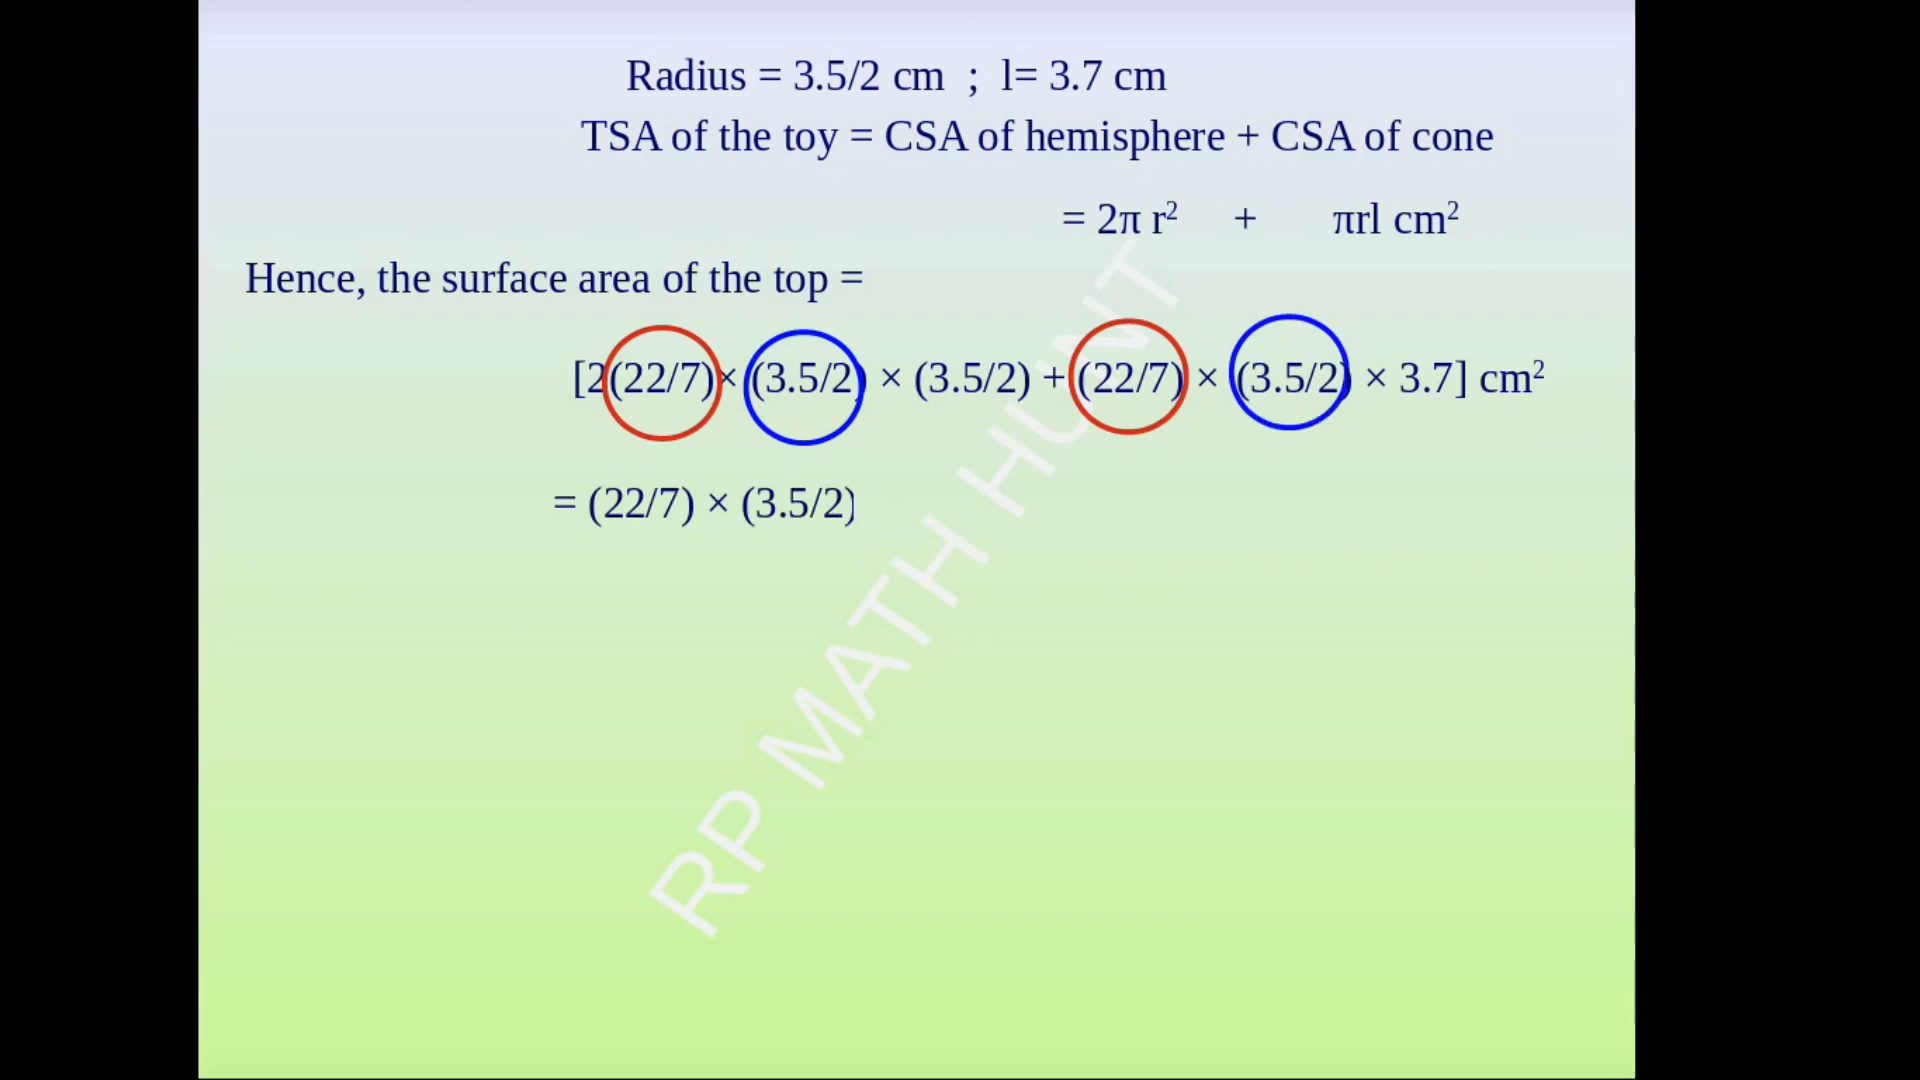 Radius = 3.5/2 cm ; l= 3.7 cm
TSA of the toy = CSA of hemisphere + CSA of cone
= 2π r² + πrl cm²
Hence, the surface area of the top =
[2(22/7)× (3.5/2) × (3.5/2) + (22/7) × (3.5/2) × 3.7] cm²
= (22/7) × (3.5/2)
RP MATH HUNT